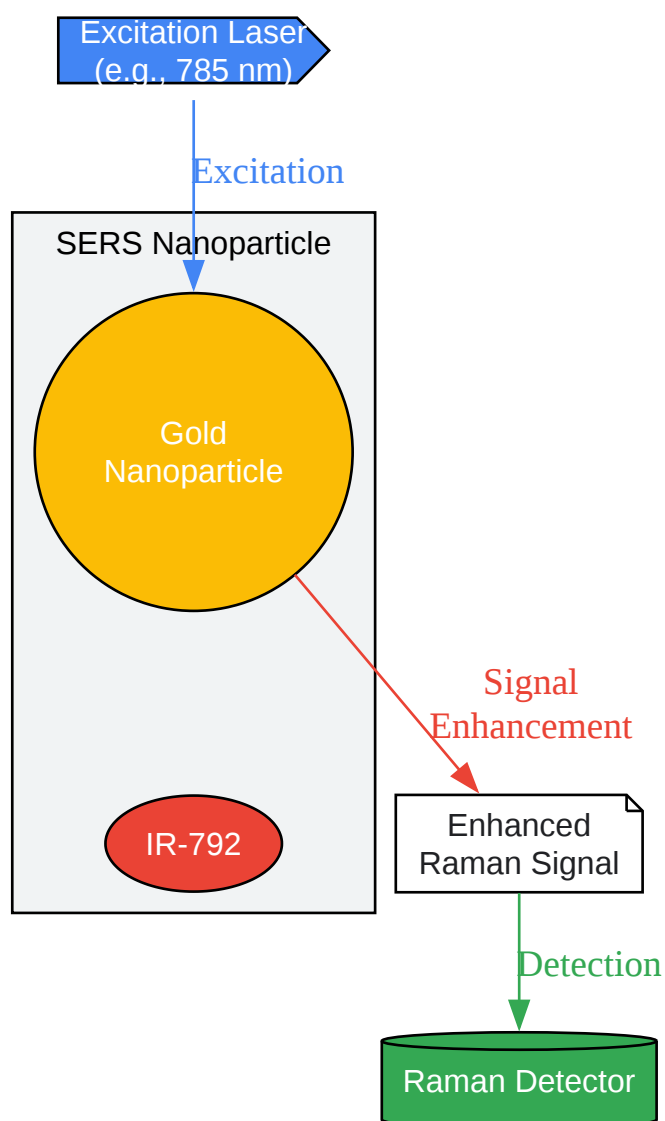 Excitation Laser
(e.g., 785 nm)
Excitation
SERS Nanoparticle
Gold
Nanoparticle
Signal
Enhancement
IR-792
Enhanced
Raman Signal
Detection
Raman Detector